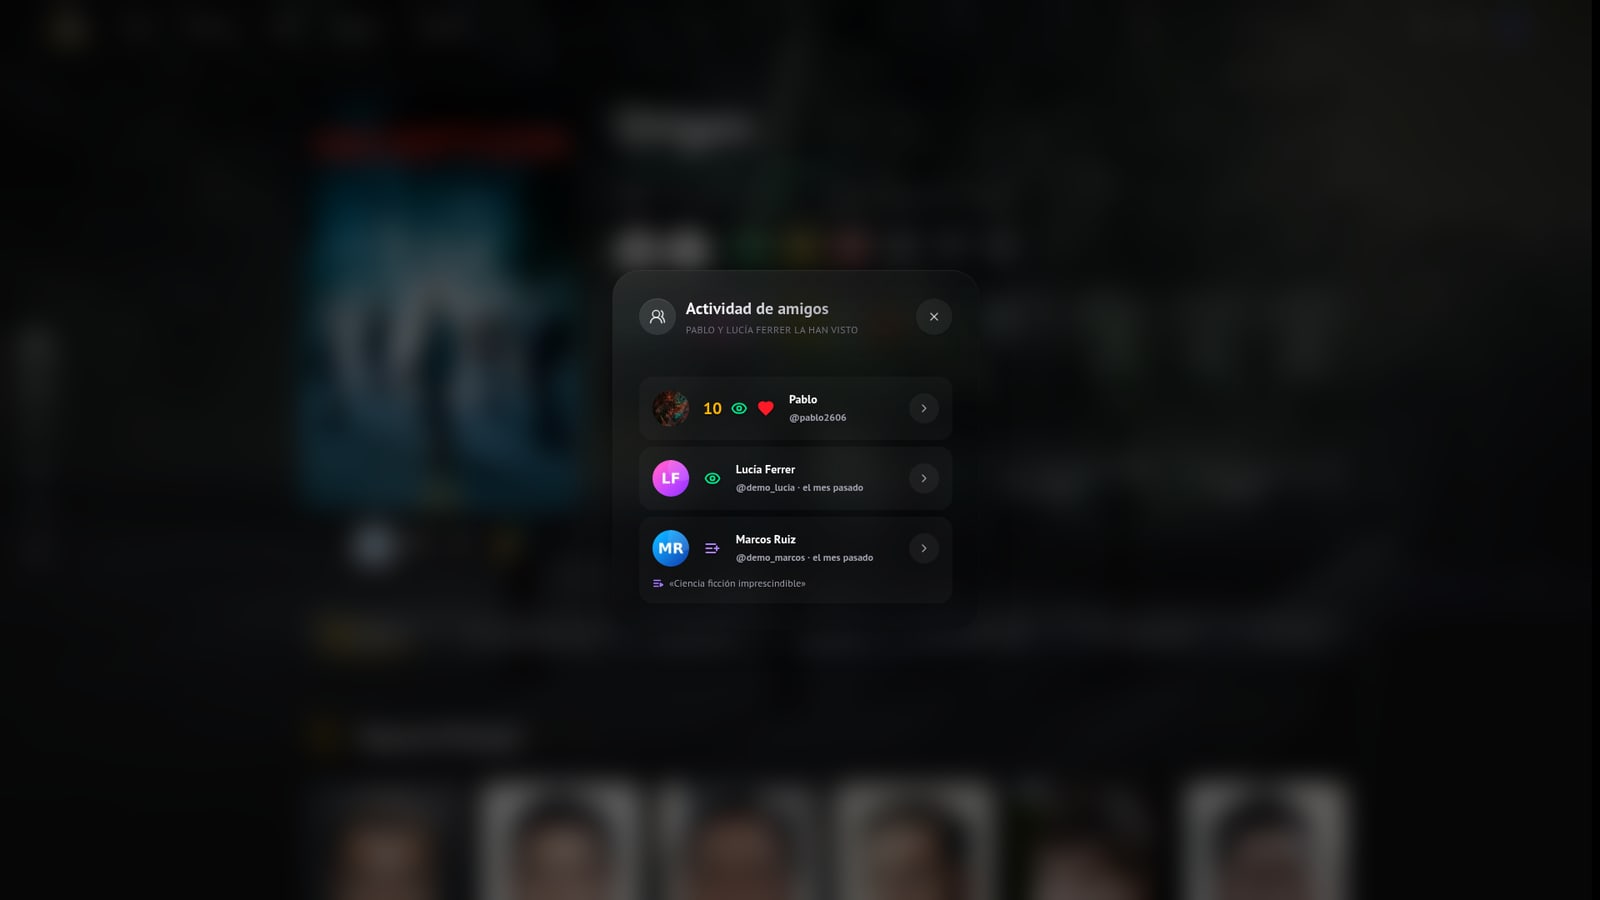 Actividad de amigos
PABLO Y LUCÍA FERRER LA HAN VISTO
10
Pablo
@pablo2606
LF
Lucía Ferrer
@demo_lucia · el mes pasado
MR
Marcos Ruiz
@demo_marcos · el mes pasado
«Ciencia ficción imprescindible»